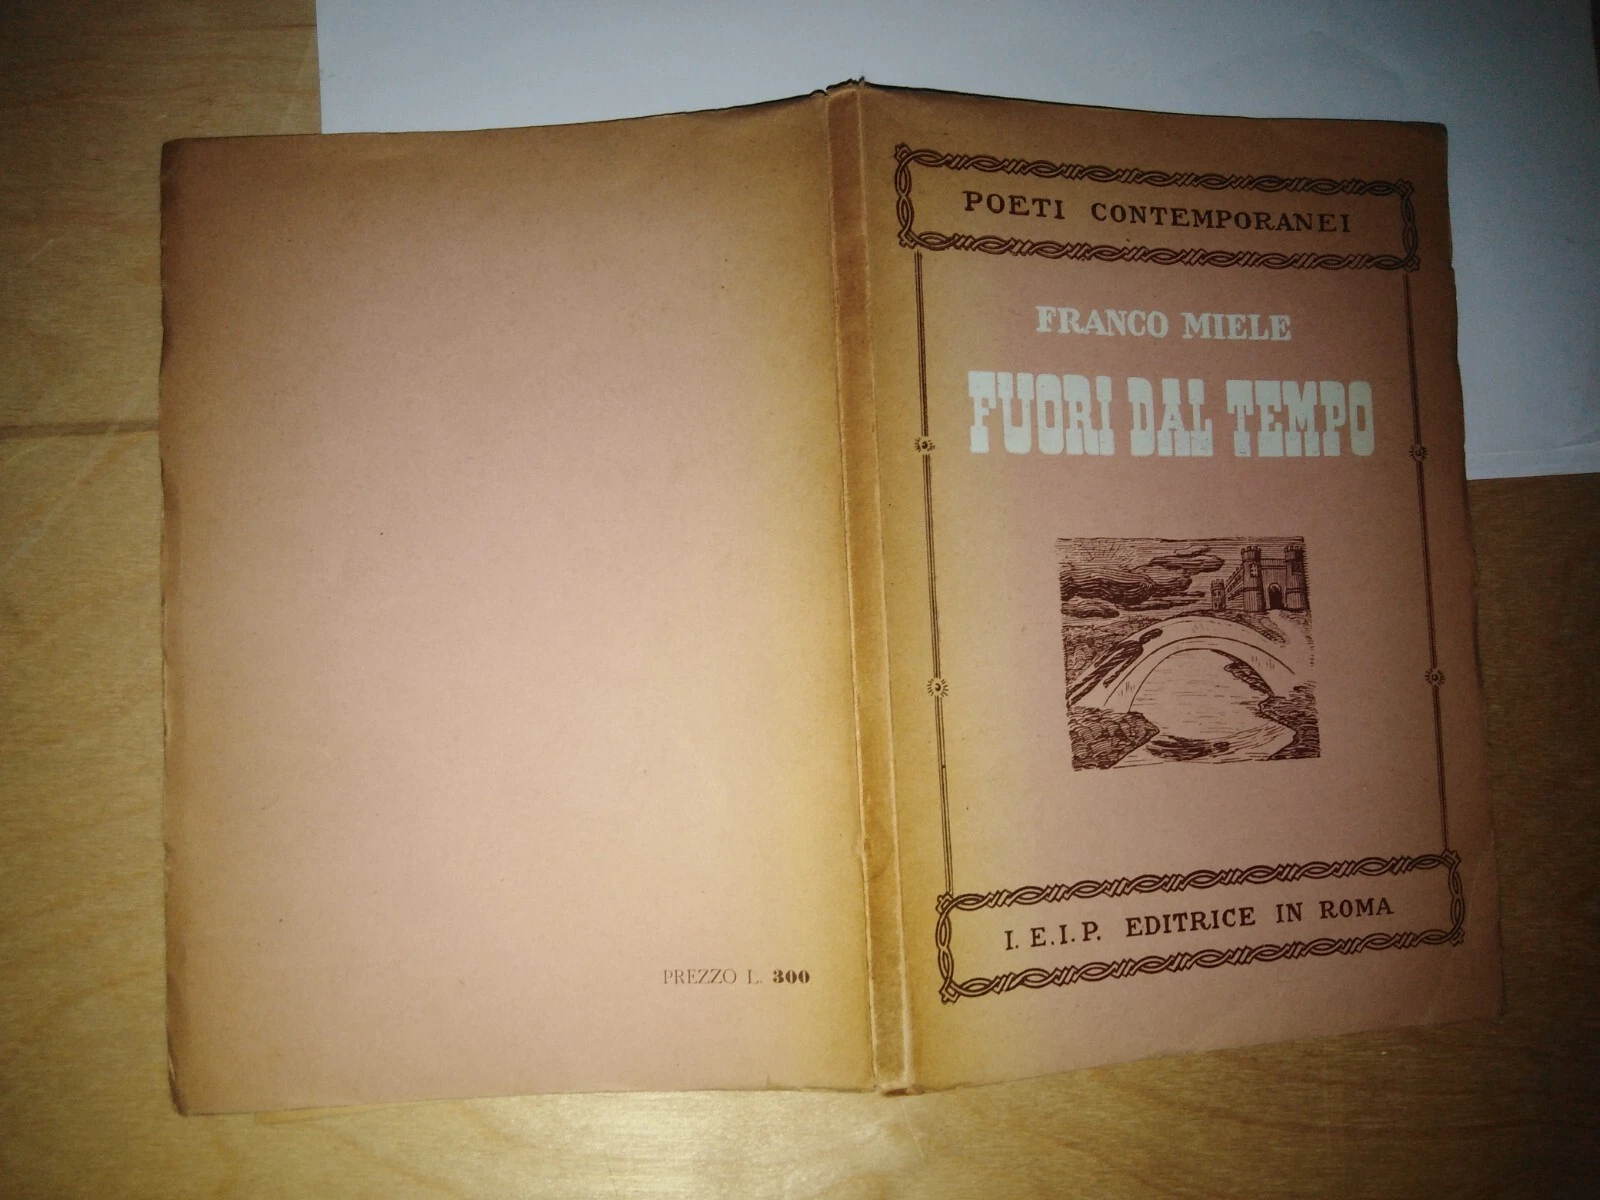 POETI CONTEMPORANEI
FRANCO MIELE
FUORI DAL TEMPO
I. E.I.P. EDITRICE IN ROMA
PREZZO L. 300